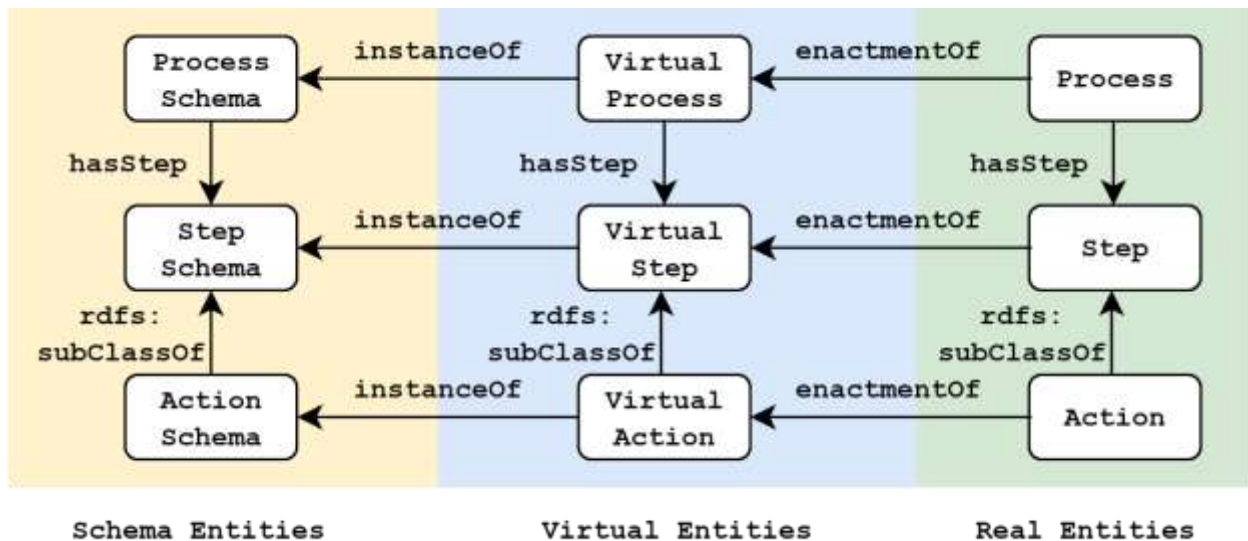 Process
Schema
instanceOf
Virtual
Process
enactmentOf
Process
hasStep
hasStep
hasStep
Step
Schema
instanceOf
Virtual
Step
enactmentOf
Step
rdfs:
subClassOf
rdfs:
subClassOf
rdfs:
subClassOf
Action
Schema
instanceOf
Virtual
Action
enactmentOf
Action
Schema Entities
Virtual Entities
Real Entities